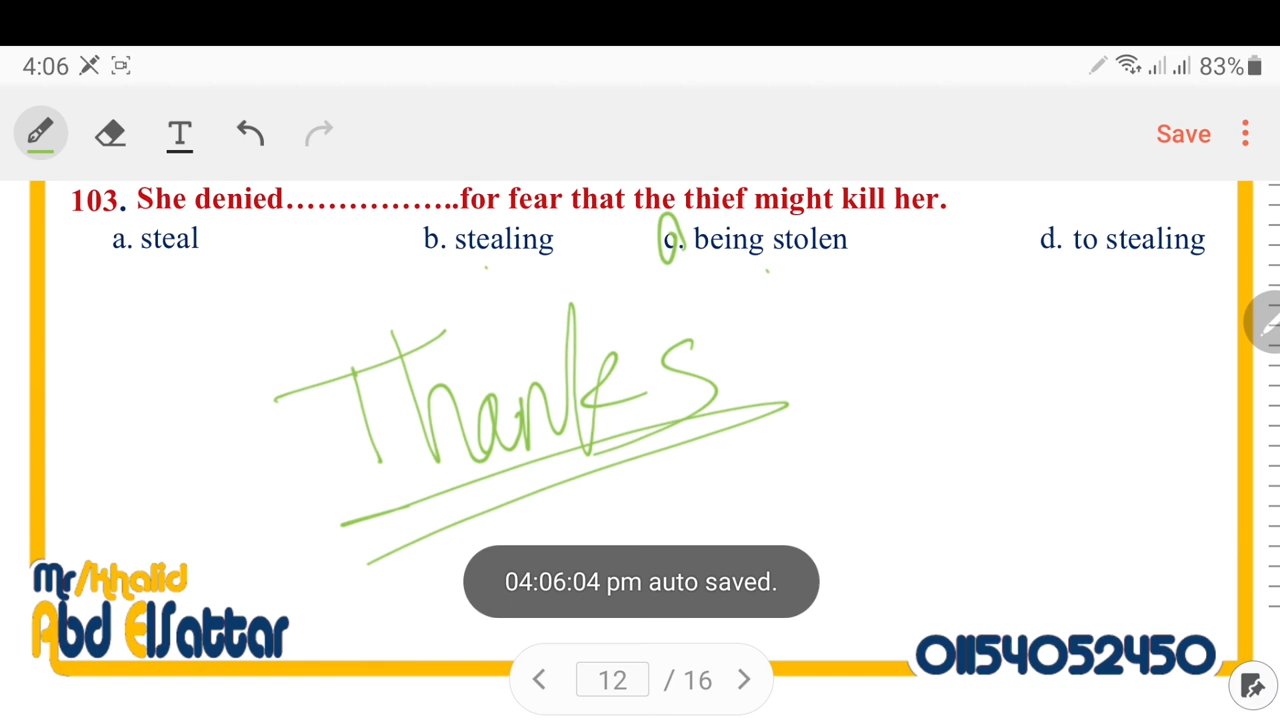 4:06 83%
T Save
103. She denied………………..for fear that the thief might kill her.
a. steal b. stealing c. being stolen d. to stealing
Thanks
04:06:04 pm auto saved.
Mr/Khalid
Abd ElSattar
01154052450
12 / 16